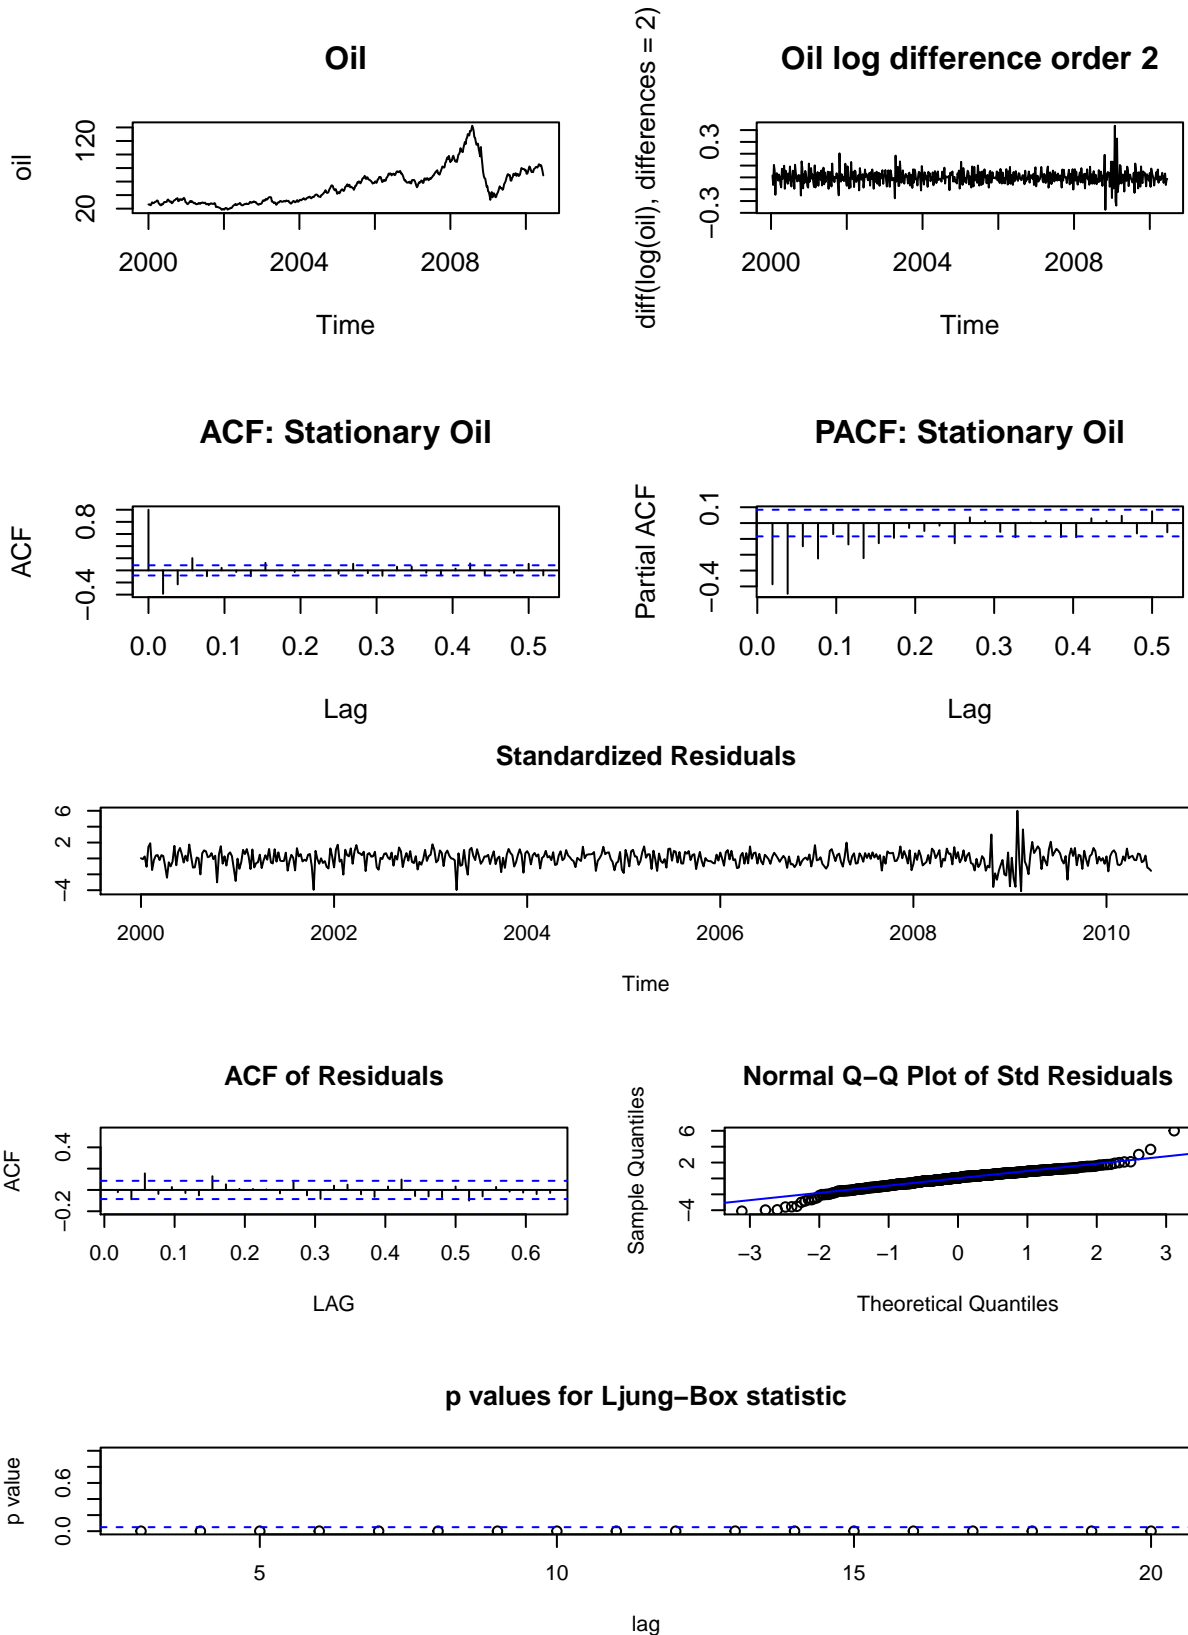 Oil
oil
20 120
2000 2004 2008
Time
Oil log difference order 2
diff(log(oil), differences = 2)
−0.3 0.3
2000 2004 2008
Time
ACF: Stationary Oil
ACF
−0.4 0.8
0.0 0.1 0.2 0.3 0.4 0.5
Lag
PACF: Stationary Oil
Partial ACF
−0.4 0.1
0.0 0.1 0.2 0.3 0.4 0.5
Lag
Standardized Residuals
−4 2 6
2000 2002 2004 2006 2008 2010
Time
ACF of Residuals
ACF
−0.2 0.4
0.0 0.1 0.2 0.3 0.4 0.5 0.6
LAG
Normal Q−Q Plot of Std Residuals
Sample Quantiles
−4 2 6
−3 −2 −1 0 1 2 3
Theoretical Quantiles
p values for Ljung−Box statistic
p value
0.0 0.6
5 10 15 20
lag